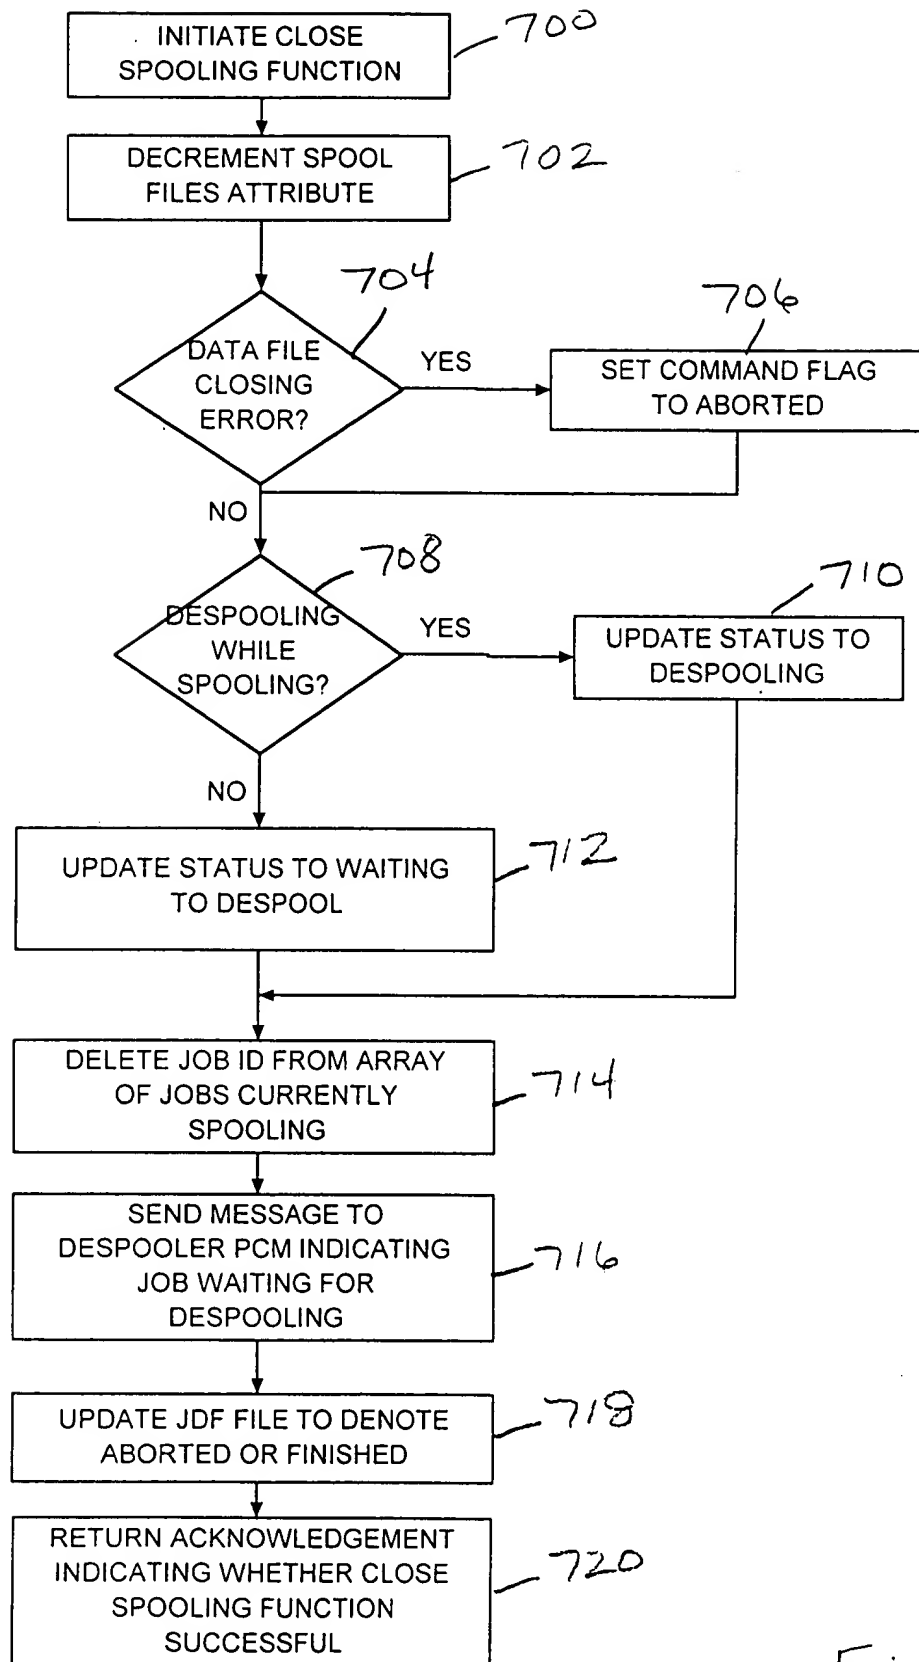 INITIATE CLOSE
SPOOLING FUNCTION
700
DECREMENT SPOOL
FILES ATTRIBUTE
702
704
DATA FILE
CLOSING
ERROR?
YES
706
SET COMMAND FLAG
TO ABORTED
NO
708
DESPOOLING
WHILE
SPOOLING?
YES
710
UPDATE STATUS TO
DESPOOLING
NO
UPDATE STATUS TO WAITING
TO DESPOOL
712
DELETE JOB ID FROM ARRAY
OF JOBS CURRENTLY
SPOOLING
714
SEND MESSAGE TO
DESPOOLER PCM INDICATING
JOB WAITING FOR
DESPOOLING
716
UPDATE JDF FILE TO DENOTE
ABORTED OR FINISHED
718
RETURN ACKNOWLEDGEMENT
INDICATING WHETHER CLOSE
SPOOLING FUNCTION
SUCCESSFUL
720